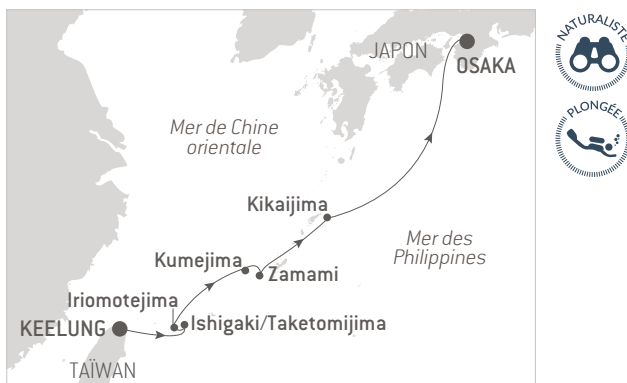 NATURALISTE
JAPON
OSAKA
PLONGÉE
Mer de Chine
orientale
Kikaijima
Mer des
Philippines
Kumejima
Zamami
Iriomotejima
KEELUNG
Ishigaki/Taketomijima
TAÏWAN